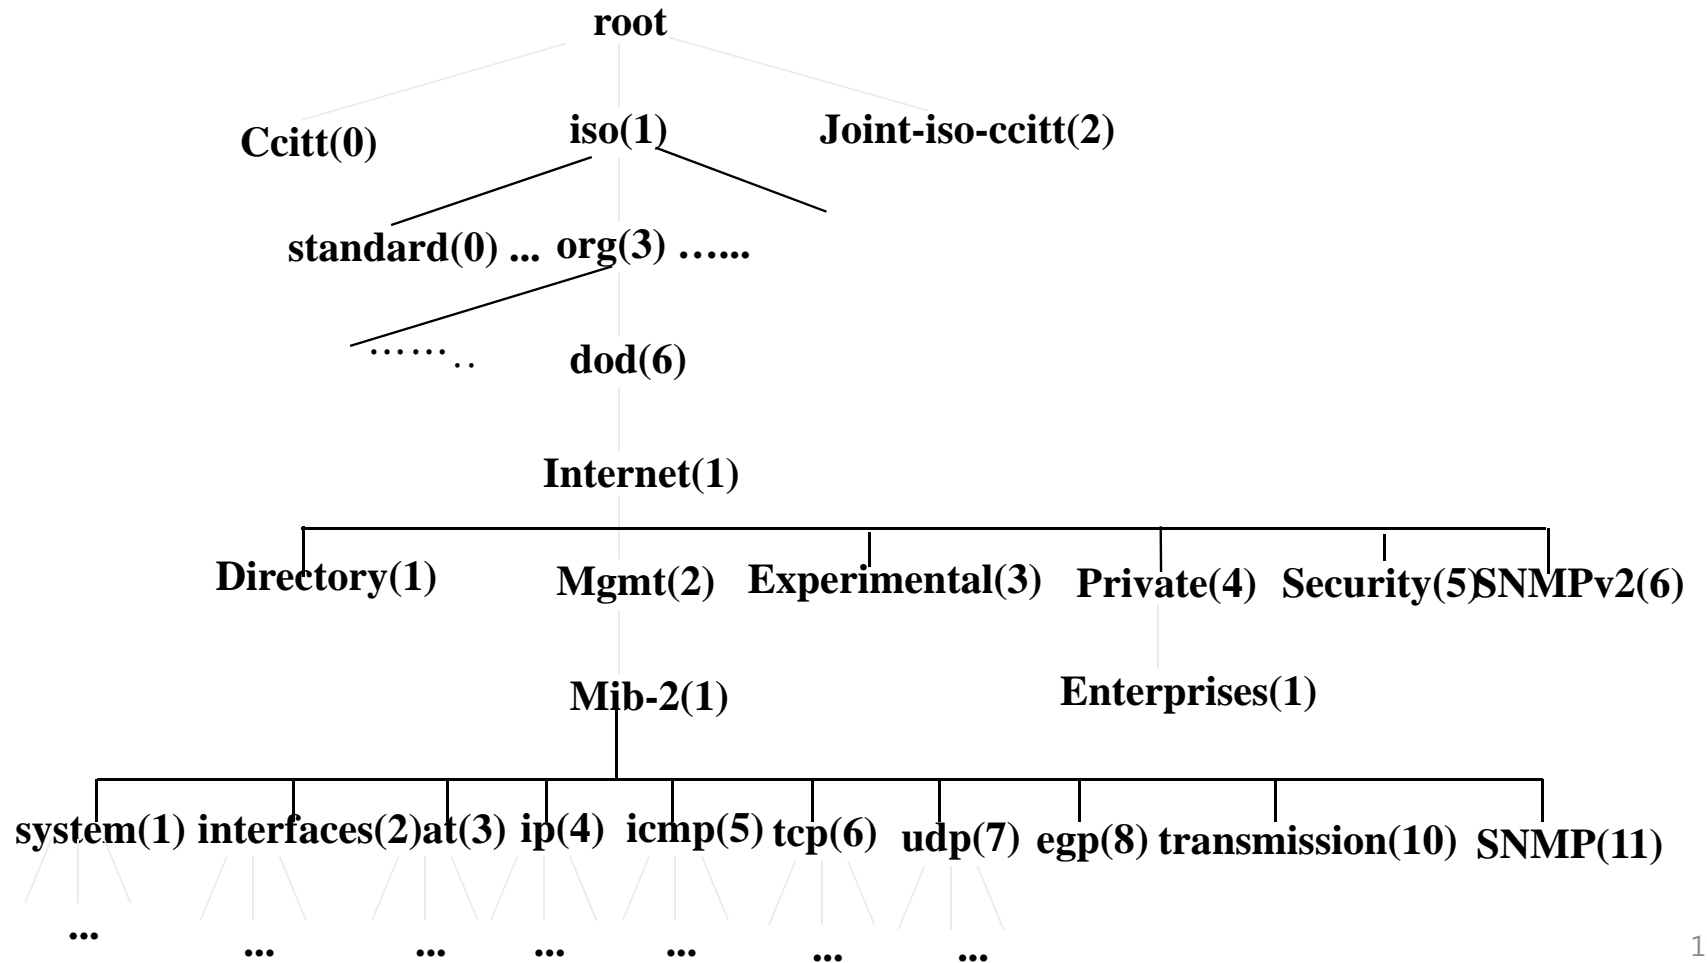 root
Ccitt(0) iso(1) Joint-iso-ccitt(2)
standard(0) ... org(3) …...
…….. dod(6)
Internet(1)
Directory(1) Mgmt(2) Experimental(3) Private(4) Security(5) SNMPv2(6)
Mib-2(1) Enterprises(1)
system(1) interfaces(2) at(3) ip(4) icmp(5) tcp(6) udp(7) egp(8) transmission(10) SNMP(11)
... ... ... ... ... ... ...
1